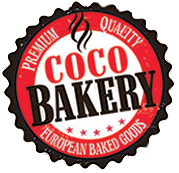 PREMIUM QUALITY
COCO
BAKERY
EUROPEAN BAKED GOODS